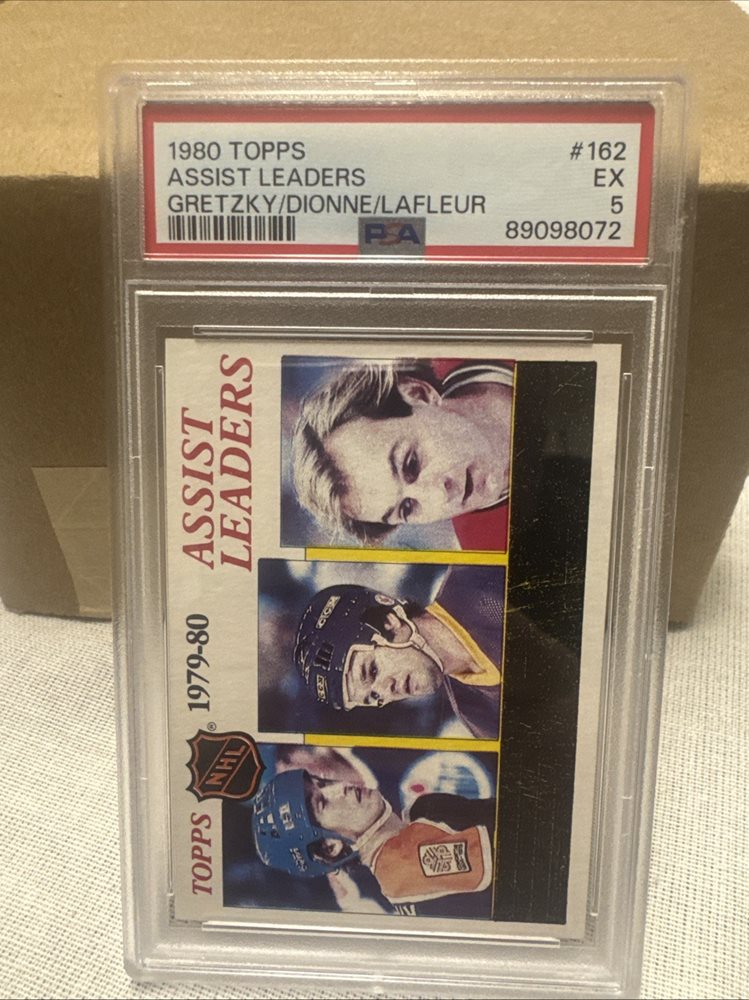 1980 TOPPS #162
ASSIST LEADERS EX
GRETZKY/DIONNE/LAFLEUR 5
PSA 89098072
TOPPS NHL® 1979-80 ASSIST
LEADERS